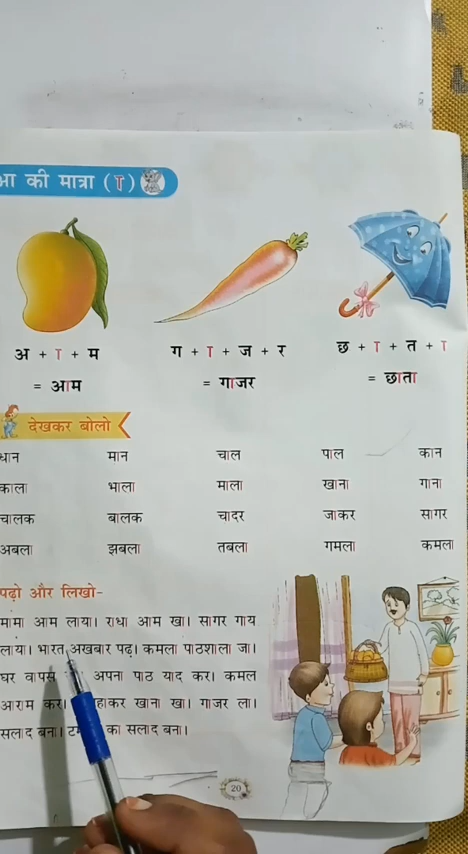 आ की मात्रा ( ा )
अ + ा + म
= आम
ग + ा + ज + र
= गाजर
छ + ा + त + ा
= छाता
देखकर बोलो
धान मान चाल पाल कान
काला भाला माला खाना गाना
चालक बालक चादर जाकर सागर
अबला झबला तबला गमला कमला
पढ़ो और लिखो-
मामा आम लाया। राधा आम खा। सागर गाय
लाया। भारत अखबार पढ़। कमला पाठशाला जा।
घर वापस अपना पाठ याद कर। कमल
आराम कर। खाना खा। गाजर ला।
सलाद बना। का सलाद बना।
20